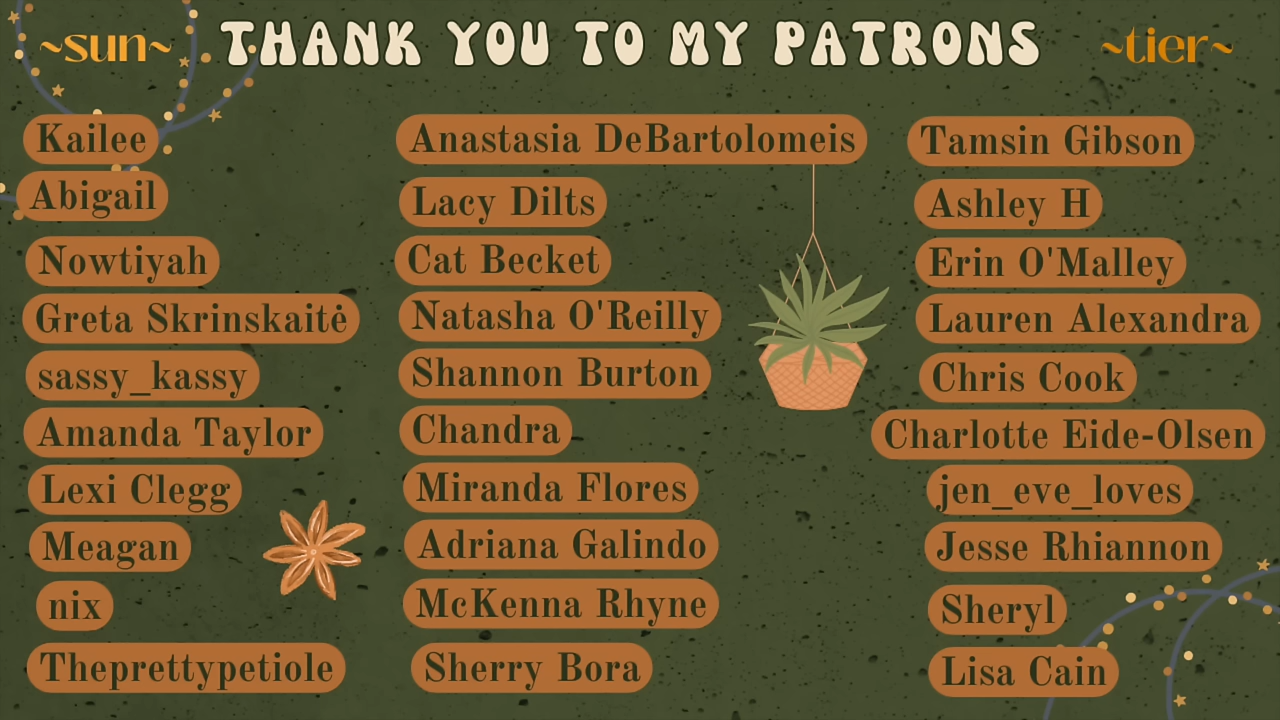 ~sun~ THANK YOU TO MY PATRONS ~tier~
Kailee
Abigail
Nowtiyah
Greta Skrinskaitė
sassy_kassy
Amanda Taylor
Lexi Clegg
Meagan
nix
Theprettypetiole
Anastasia DeBartolomeis
Lacy Dilts
Cat Becket
Natasha O'Reilly
Shannon Burton
Chandra
Miranda Flores
Adriana Galindo
McKenna Rhyne
Sherry Bora
Tamsin Gibson
Ashley H
Erin O'Malley
Lauren Alexandra
Chris Cook
Charlotte Eide-Olsen
jen_eve_loves
Jesse Rhiannon
Sheryl
Lisa Cain